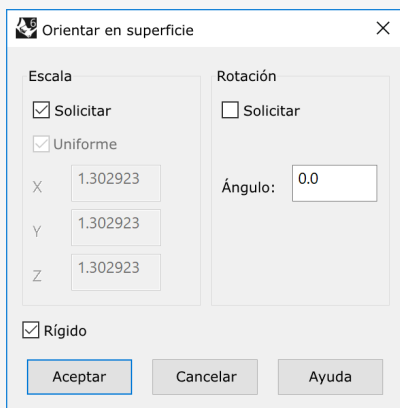 Orientar en superficie
Escala
Solicitar
Uniforme
X 1.302923
Y 1.302923
Z 1.302923
Rotación
Solicitar
Ángulo: 0.0
Rígido
Aceptar Cancelar Ayuda